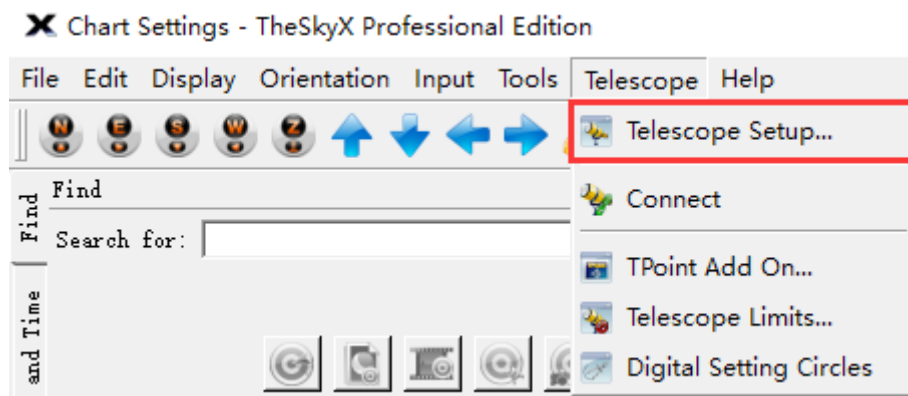 Chart Settings - TheSkyX Professional Edition
File Edit Display Orientation Input Tools Telescope Help
N E S W Z
Telescope Setup...
Find
Find
Search for:
and Time
Connect
TPoint Add On...
Telescope Limits...
Digital Setting Circles